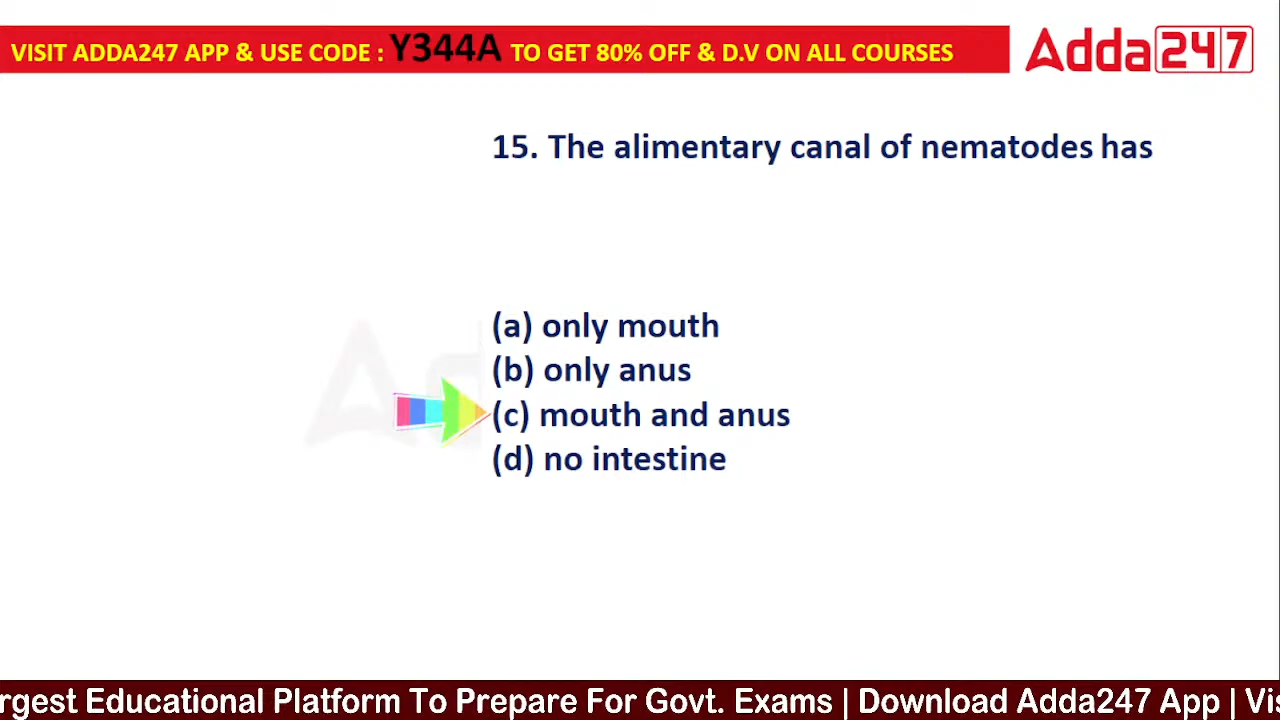 VISIT ADDA247 APP & USE CODE : Y344A TO GET 80% OFF & D.V ON ALL COURSES
Adda247
15. The alimentary canal of nematodes has
(a) only mouth
(b) only anus
(c) mouth and anus
(d) no intestine
Ad
rgest Educational Platform To Prepare For Govt. Exams | Download Adda247 App | Vis